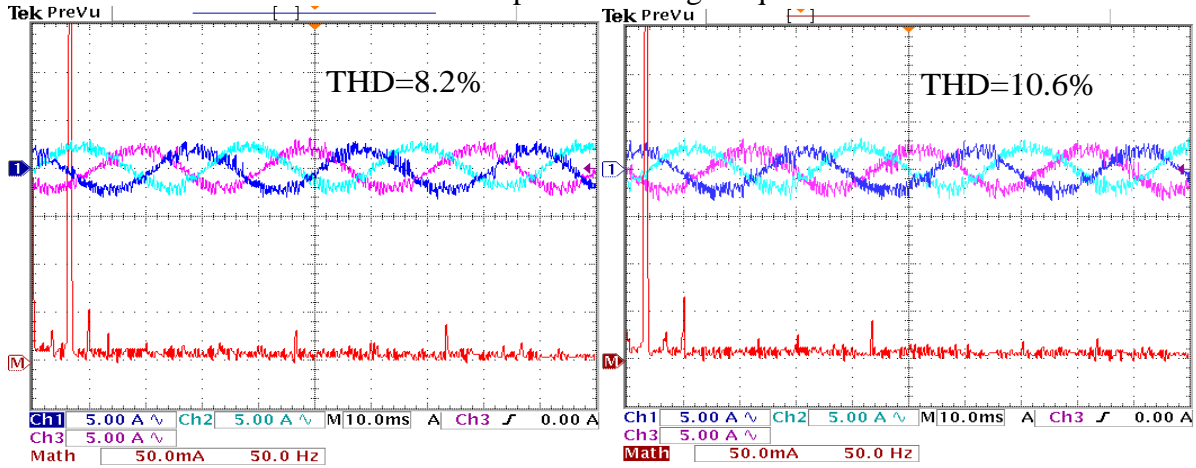 Tek PreVu
THD=8.2%
1
M
Ch1 5.00 A ∿ Ch2 5.00 A ∿ M 10.0ms A Ch3 ∫ 0.00 A
Ch3 5.00 A ∿
Math 50.0mA 50.0 Hz
Tek PreVu
THD=10.6%
1
M
Ch1 5.00 A ∿ Ch2 5.00 A ∿ M 10.0ms A Ch3 ∫ 0.00 A
Ch3 5.00 A ∿
Math 50.0mA 50.0 Hz